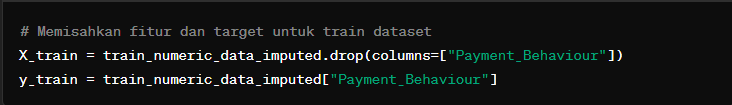 # Memisahkan fitur dan target untuk train dataset
X_train = train_numeric_data_imputed.drop(columns=["Payment_Behaviour"])
y_train = train_numeric_data_imputed["Payment_Behaviour"]